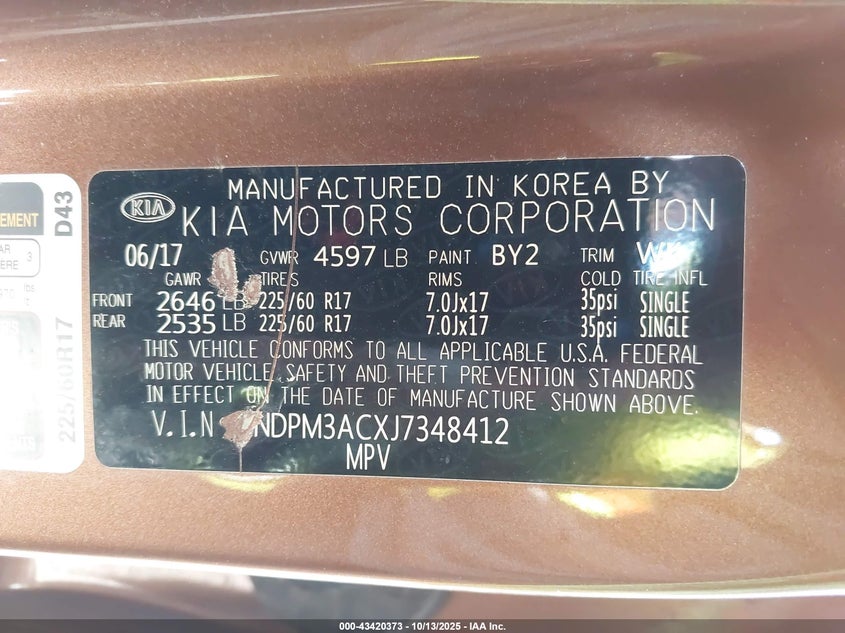 MANUFACTURED IN KOREA BY
KIA KIA MOTORS CORPORATION
06/17 GVWR 4597 LB PAINT BY2 TRIM WK
GAWR TIRES RIMS COLD TIRE INFL
FRONT 2646 LB 225/60 R17 7.0Jx17 35psi SINGLE
REAR 2535 LB 225/60 R17 7.0Jx17 35psi SINGLE
THIS VEHICLE CONFORMS TO ALL APPLICABLE U.S.A. FEDERAL
MOTOR VEHICLE SAFETY AND THEFT PREVENTION STANDARDS
IN EFFECT ON THE DATE OF MANUFACTURE SHOWN ABOVE.
V.I.N NDPM3ACXJ7348412
MPV
D43
225/60R17
000-43420373 - 10/13/2025 - IAA Inc.